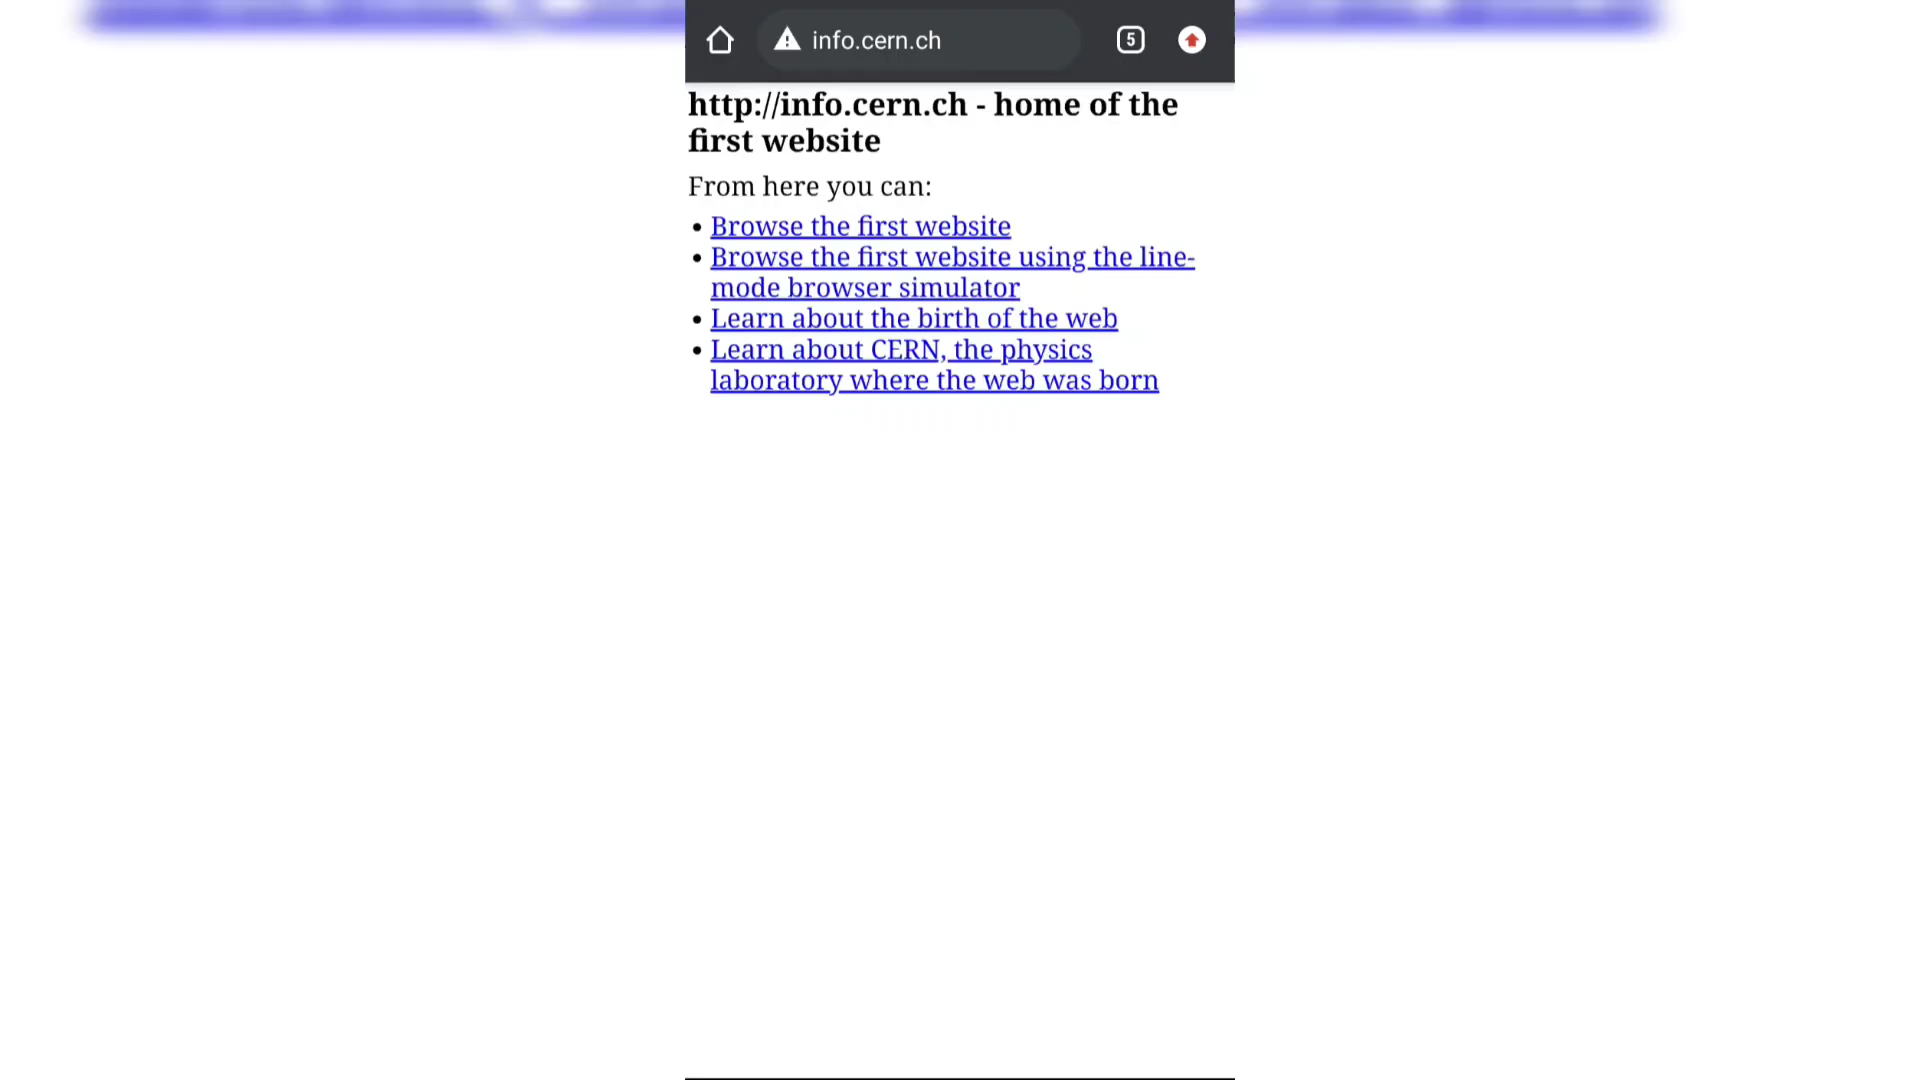 info.cern.ch
5
http://info.cern.ch - home of the
first website
From here you can:
• Browse the first website
• Browse the first website using the line-
mode browser simulator
• Learn about the birth of the web
• Learn about CERN, the physics
laboratory where the web was born